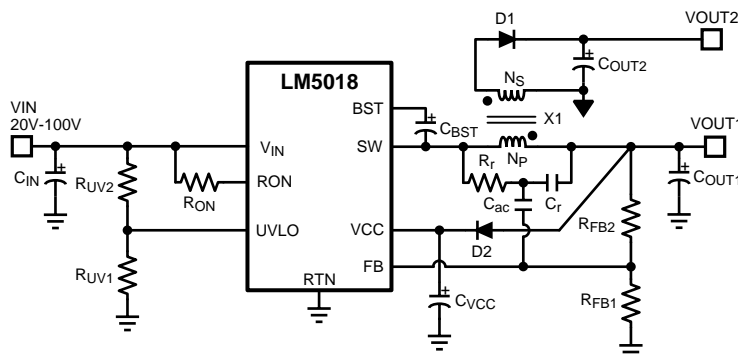 D1
VOUT2
+
COUT2
NS
LM5018
VIN
20V-100V
BST
+
CBST
X1
VOUT1
SW
NP
VIN
+
CIN
RUV2
RON
RON
Rr
Cr
Cac
+
COUT1
UVLO
VCC
D2
RFB2
FB
RUV1
RTN
+
CVCC
RFB1